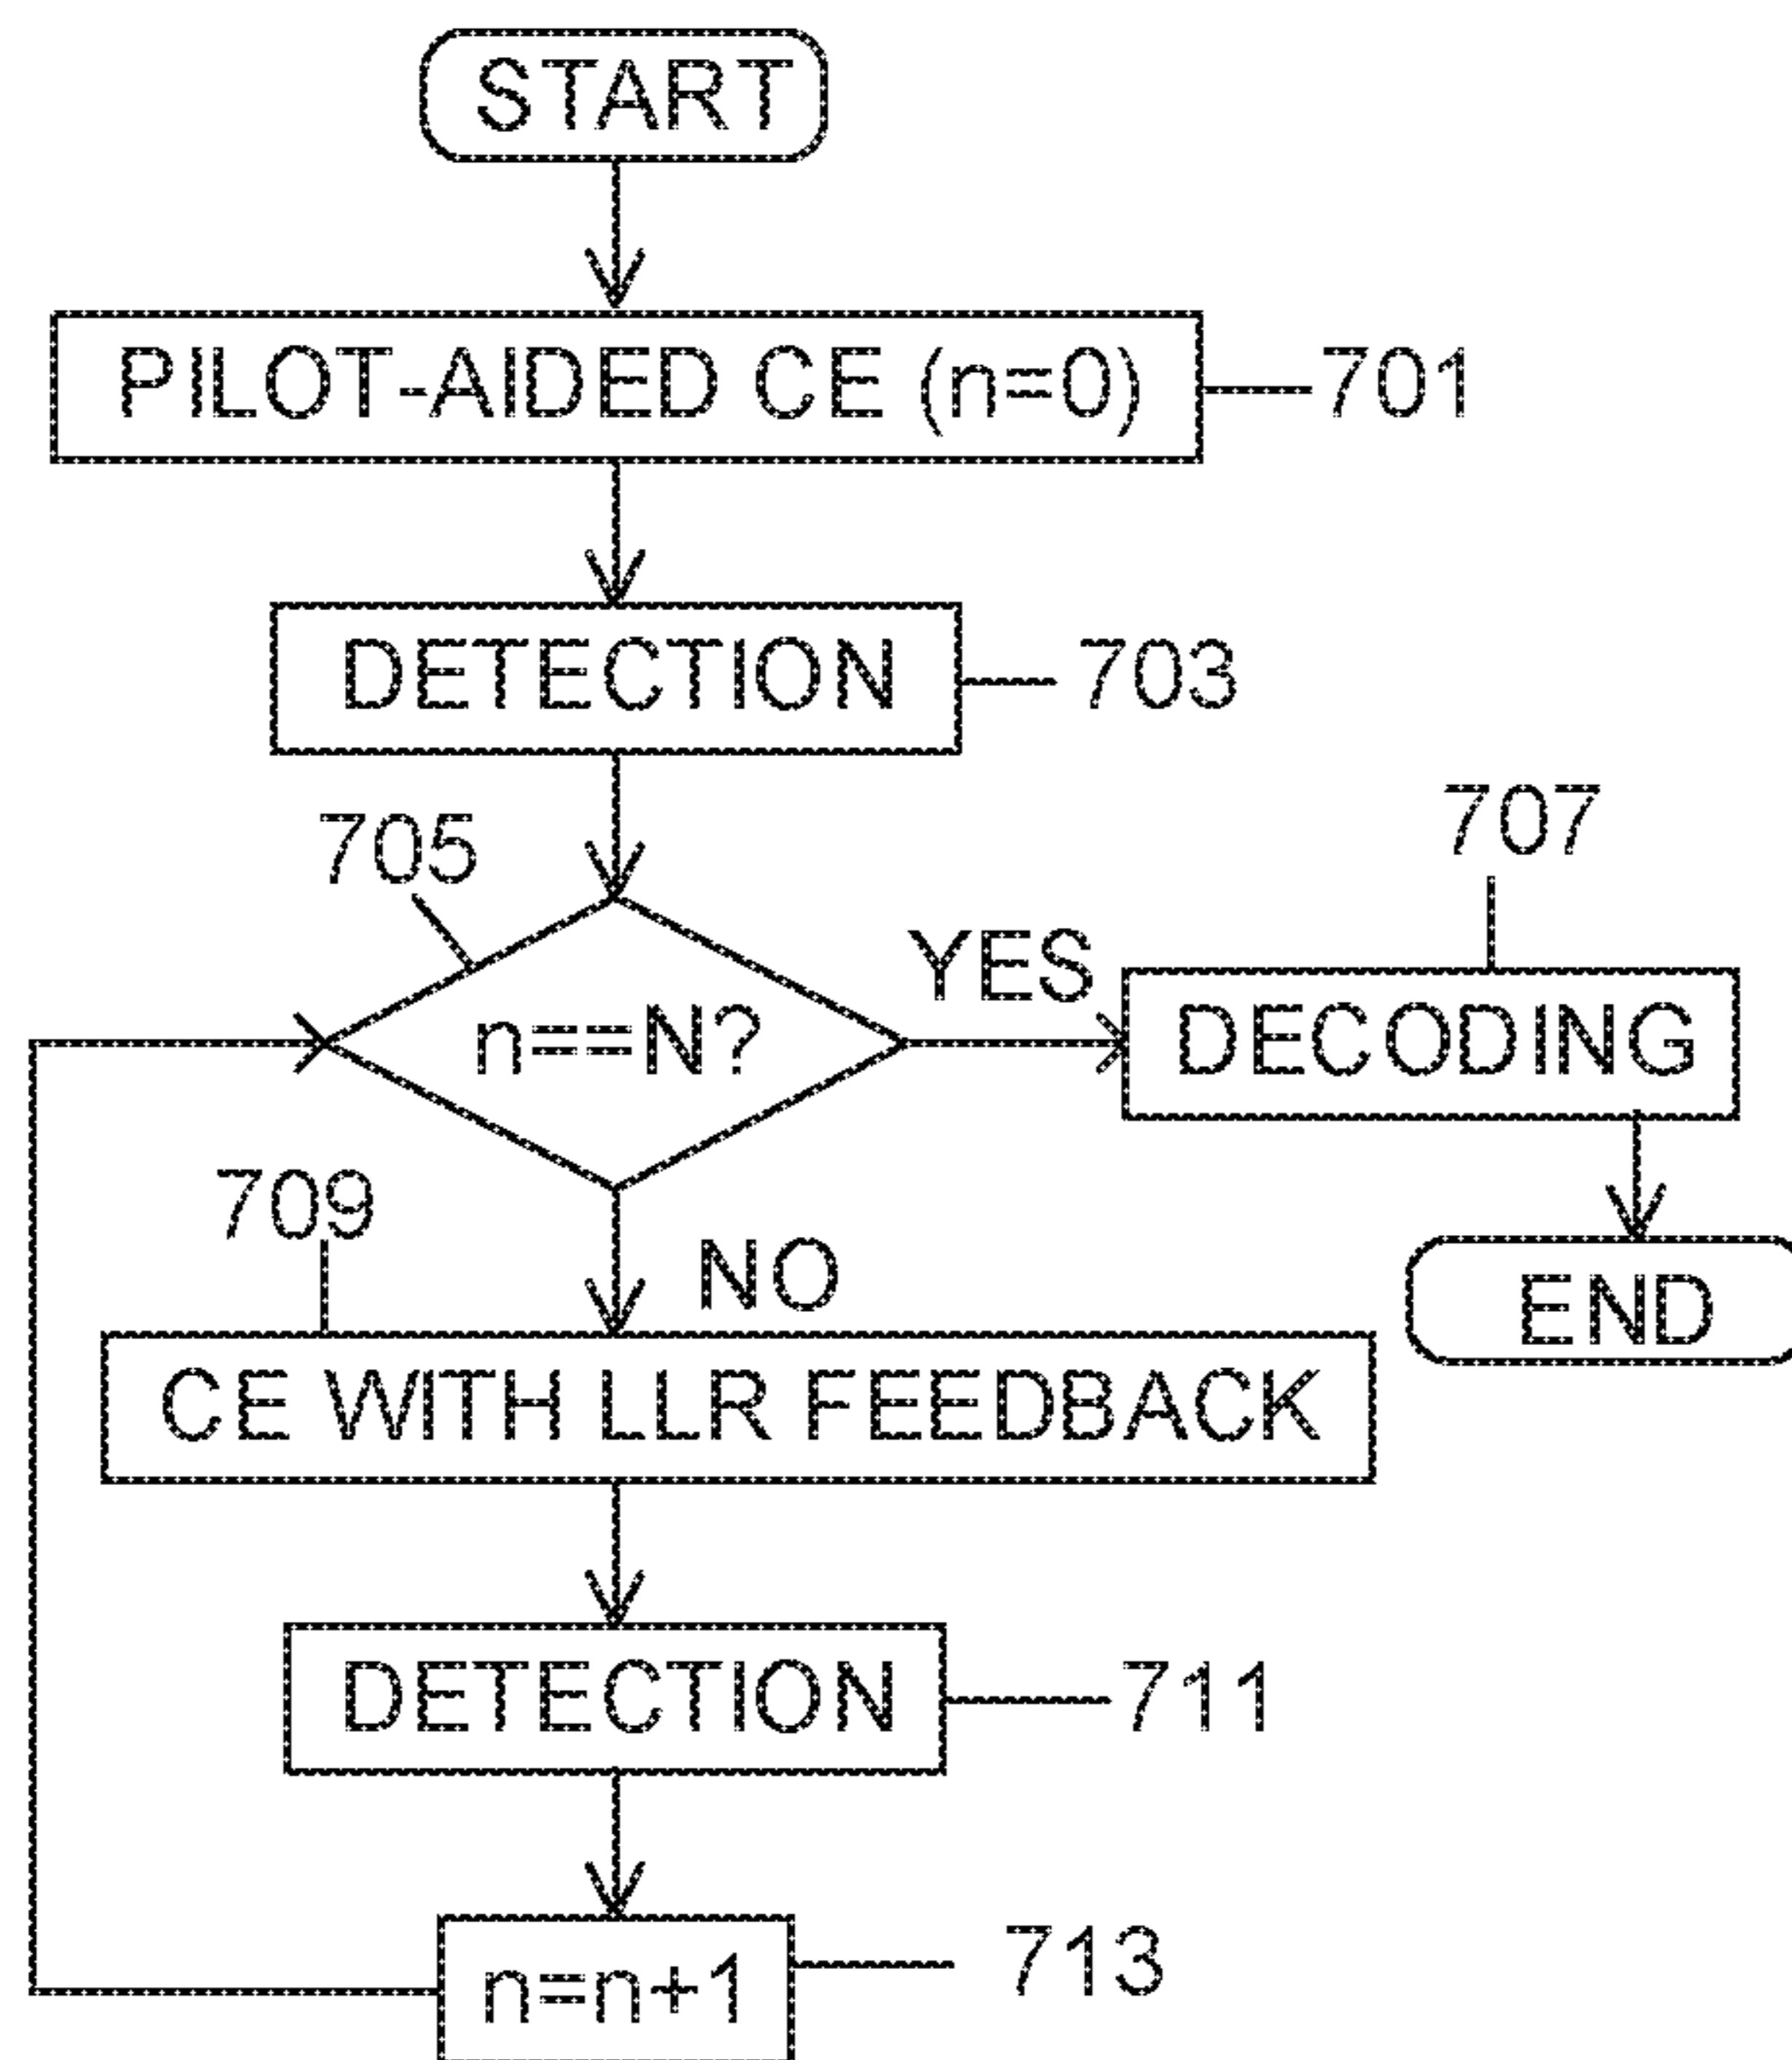 START
PILOT-AIDED CE (n=0)
701
DETECTION
703
705
707
n==N?
YES
DECODING
709
NO
END
CE WITH LLR FEEDBACK
DETECTION
711
n=n+1
713